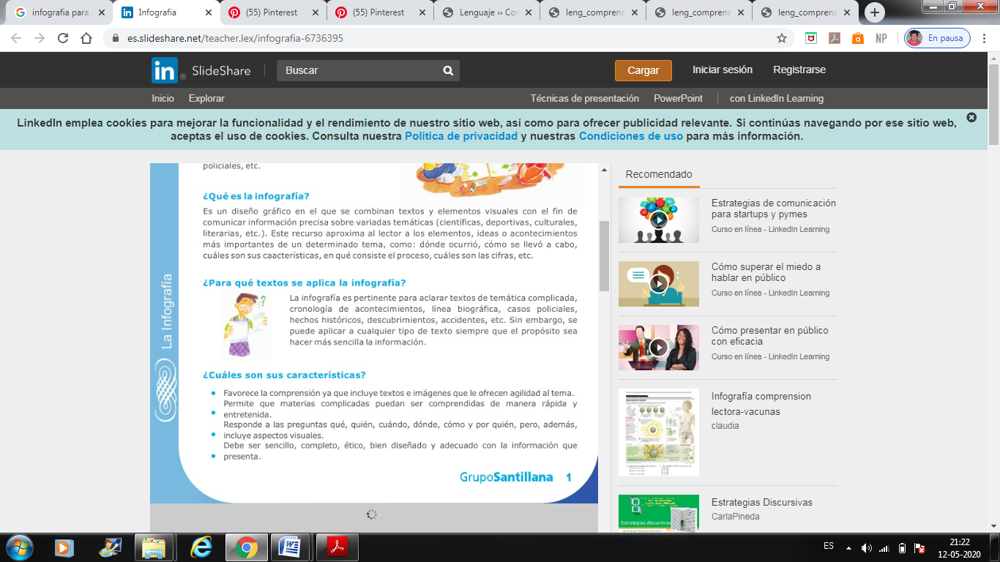 infografia para
Infografia
(55) Pinterest
(55) Pinterest
Lenguaje ›› Cor
leng_comprens
leng_comprens
leng_comprens
es.slideshare.net/teacher.lex/infografia-6736395
NP
En pausa
in SlideShare
Buscar
Cargar
Iniciar sesión
Registrarse
Inicio
Explorar
Técnicas de presentación
PowerPoint
con LinkedIn Learning
LinkedIn emplea cookies para mejorar la funcionalidad y el rendimiento de nuestro sitio web, así como para ofrecer publicidad relevante. Si continúas navegando por ese sitio web,
aceptas el uso de cookies. Consulta nuestra Política de privacidad y nuestras Condiciones de uso para más información.
policiales, etc.
¿Qué es la infografía?
Es un diseño gráfico en el que se combinan textos y elementos visuales con el fin de
comunicar información precisa sobre variadas temáticas (científicas, deportivas, culturales,
literarias, etc.). Este recurso aproxima al lector a los elementos, ideas o acontecimientos
más importantes de un determinado tema, como: dónde ocurrió, cómo se llevó a cabo,
cuáles son sus caacterísticas, en qué consiste el proceso, cuáles son las cifras, etc.
¿Para qué textos se aplica la infografía?
La infografía es pertinente para aclarar textos de temática complicada,
cronología de acontecimientos, línea biográfica, casos policiales,
hechos históricos, descubrimientos, accidentes, etc. Sin embargo, se
puede aplicar a cualquier tipo de texto siempre que el propósito sea
hacer más sencilla la información.
¿Cuáles son sus características?
• Favorece la comprensión ya que incluye textos e imágenes que le ofrecen agilidad al tema.
Permite que materias complicadas puedan ser comprendidas de manera rápida y
• entretenida.
Responde a las preguntas qué, quién, cuándo, dónde, cómo y por quién, pero, además,
• incluye aspectos visuales.
Debe ser sencillo, completo, ético, bien diseñado y adecuado con la información que
• presenta.
La Infografía
GrupoSantillana 1
Recomendado
Estrategias de comunicación
para startups y pymes
Curso en línea - LinkedIn Learning
Cómo superar el miedo a
hablar en público
Curso en línea - LinkedIn Learning
Cómo presentar en público
con eficacia
Curso en línea - LinkedIn Learning
Infografía comprension
lectora-vacunas
claudia
Estrategias discursivas
Estrategias Discursivas
CarlaPineda
ES
21:22
12-05-2020